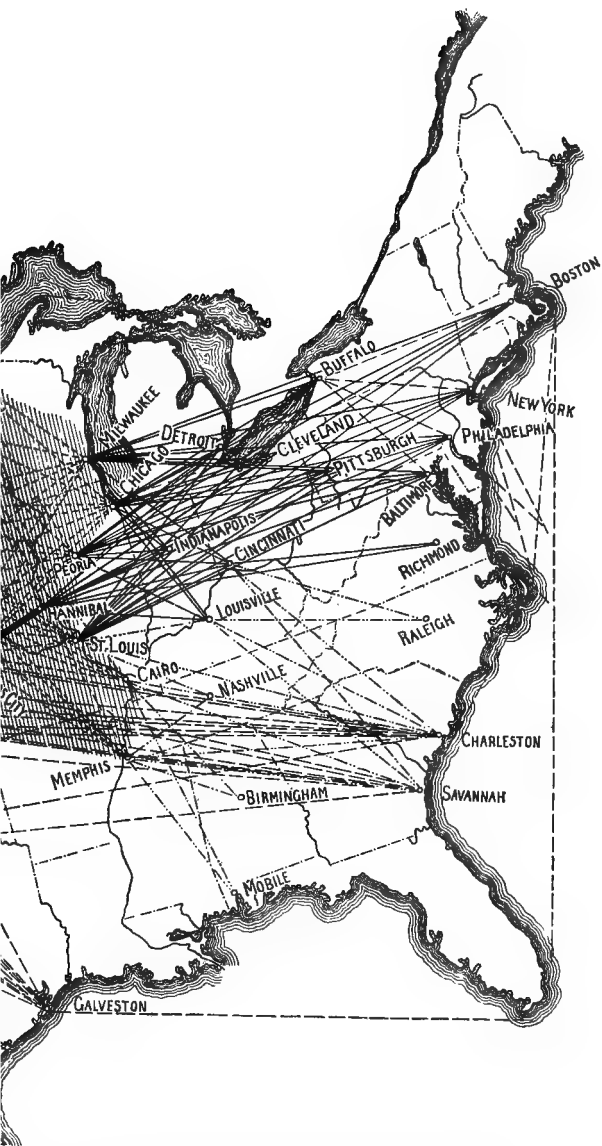 BOSTON
BUFFALO
MILWAUKEE
NEW YORK
DETROIT
CLEVELAND
PHILADELPHIA
CHICAGO
PITTSBURGH
BALTIMORE
INDIANAPOLIS
CINCINNATI
PEORIA
RICHMOND
HANNIBAL
LOUISVILLE
RALEIGH
ST. LOUIS
CAIRO
NASHVILLE
CHARLESTON
MEMPHIS
BIRMINGHAM
SAVANNAH
MOBILE
GALVESTON